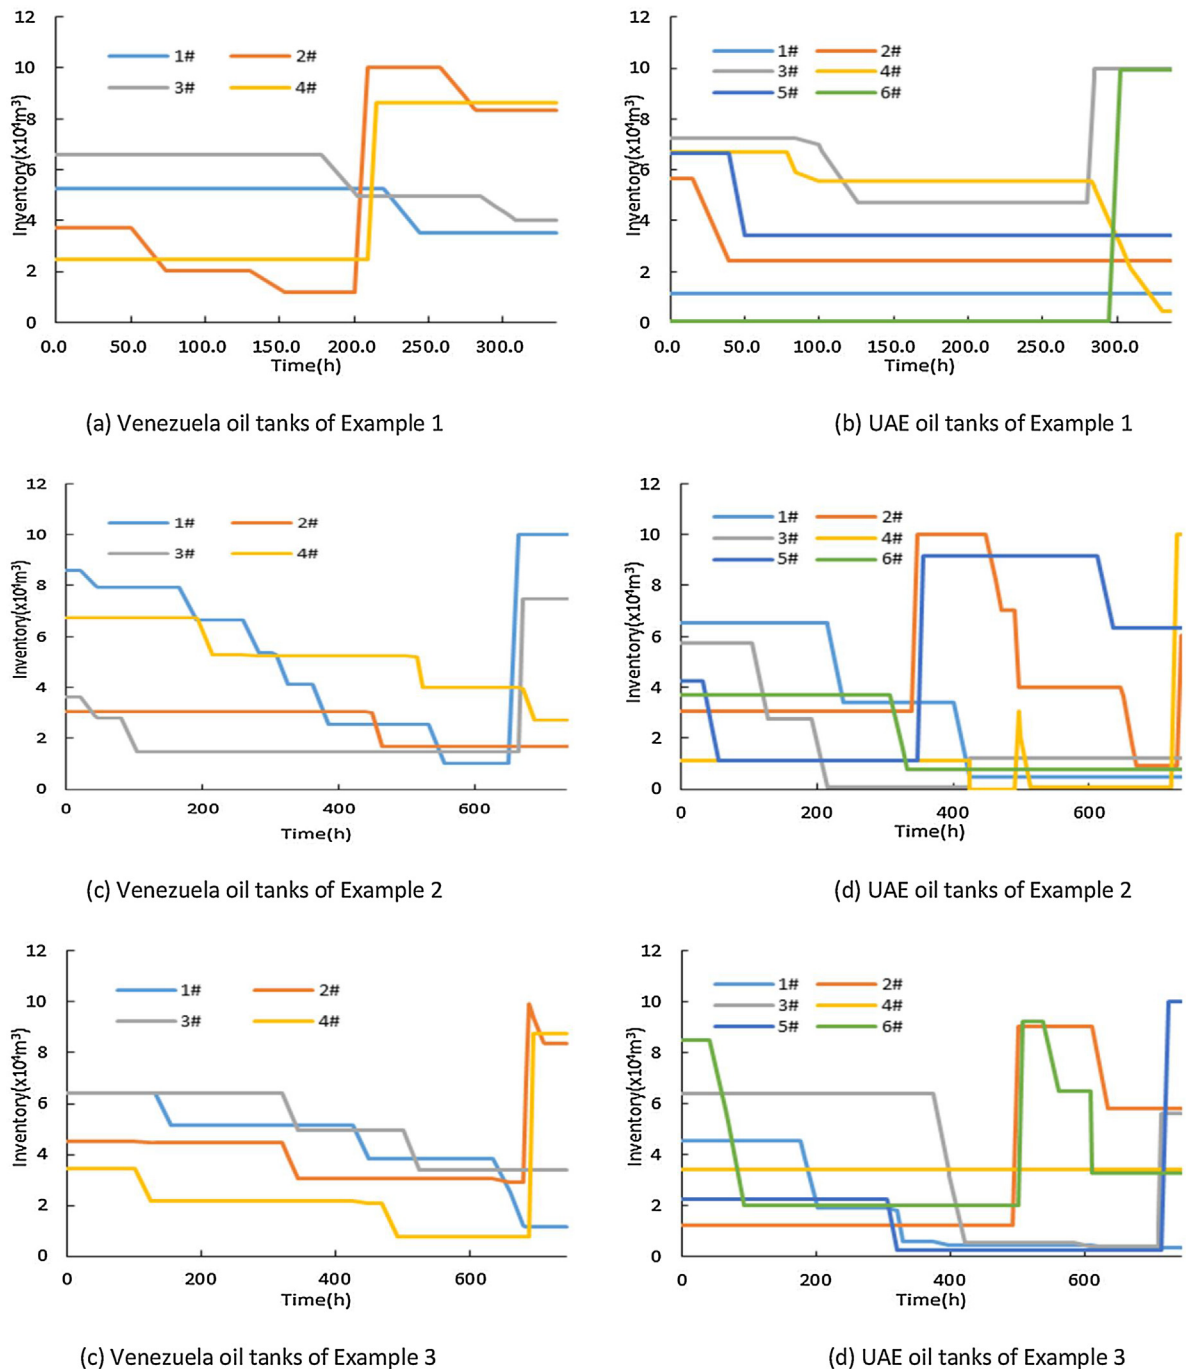 12
10
8
6
4
2
0
Inventory(x10⁴m³)
1# 2#
3# 4#
0.0 50.0 100.0 150.0 200.0 250.0 300.0
Time(h)
(a) Venezuela oil tanks of Example 1
12
10
8
6
4
2
0
Inventory(x10⁴m³)
1# 2#
3# 4#
5# 6#
0.0 50.0 100.0 150.0 200.0 250.0 300.0
Time(h)
(b) UAE oil tanks of Example 1
12
10
8
6
4
2
0
Inventory(x10⁴m³)
1# 2#
3# 4#
0 200 400 600
Time(h)
(c) Venezuela oil tanks of Example 2
12
10
8
6
4
2
0
Inventory(x10⁴m³)
1# 2#
3# 4#
5# 6#
0 200 400 600
Time(h)
(d) UAE oil tanks of Example 2
12
10
8
6
4
2
0
Inventory(x10⁴m³)
1# 2#
3# 4#
0 200 400 600
Time(h)
(c) Venezuela oil tanks of Example 3
12
10
8
6
4
2
0
Inventory(x10⁴m³)
1# 2#
3# 4#
5# 6#
0 200 400 600
Time(h)
(d) UAE oil tanks of Example 3